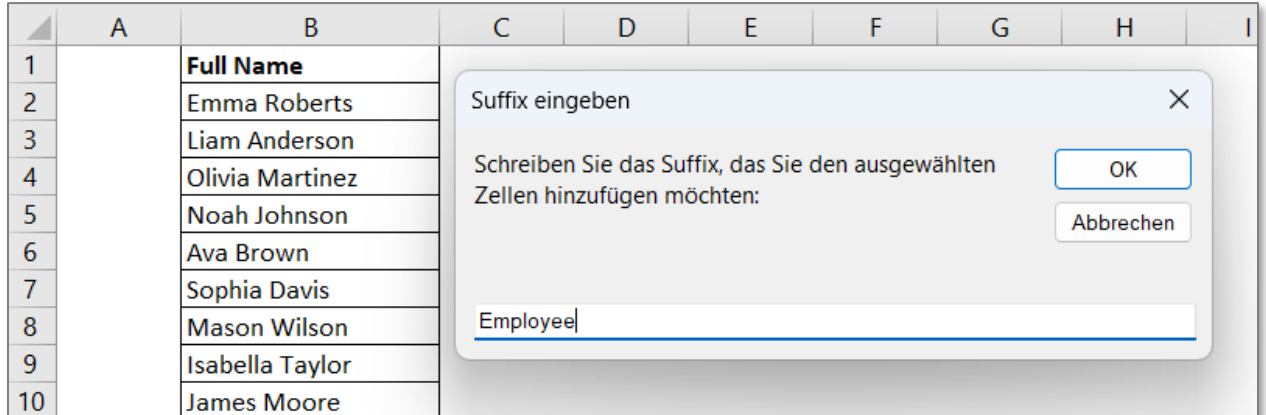 A B C D E F G H I
1 Full Name
2 Emma Roberts
3 Liam Anderson
4 Olivia Martinez
5 Noah Johnson
6 Ava Brown
7 Sophia Davis
8 Mason Wilson
9 Isabella Taylor
10 James Moore
Suffix eingeben
Schreiben Sie das Suffix, das Sie den ausgewählten
Zellen hinzufügen möchten:
OK
Abbrechen
Employee